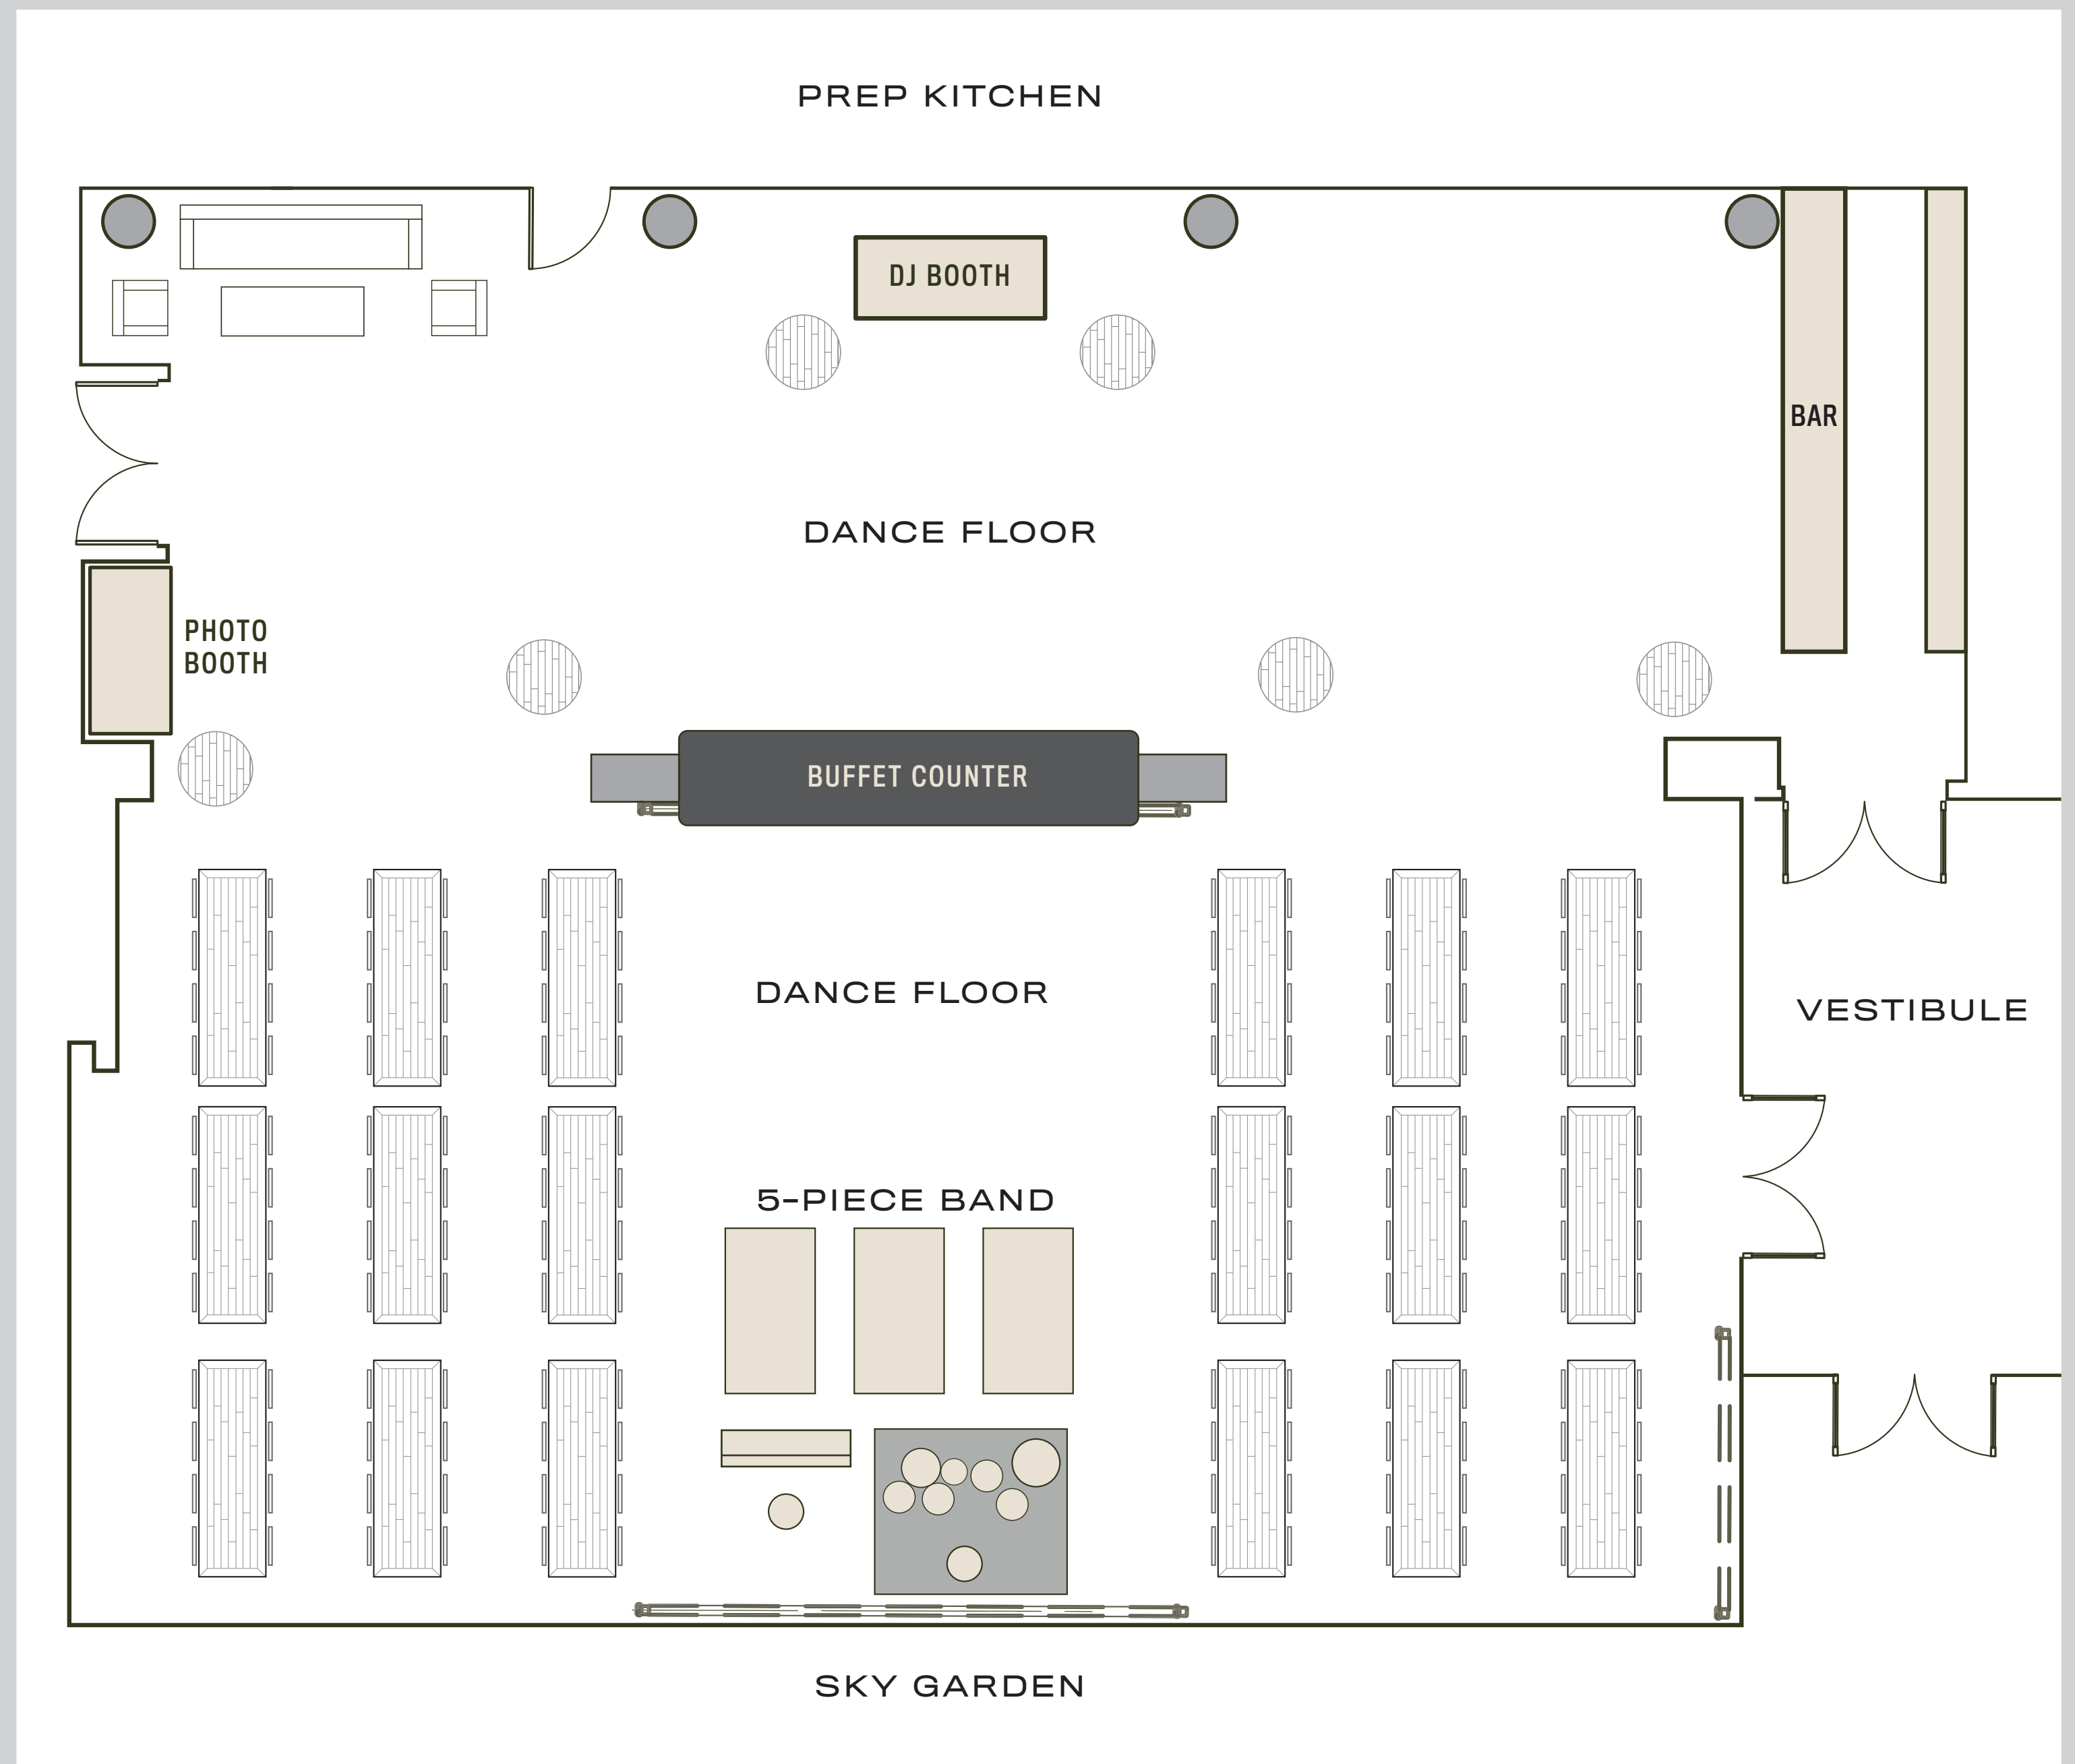 PREP KITCHEN
DJ BOOTH
BAR
DANCE FLOOR
PHOTO
BOOTH
BUFFET COUNTER
DANCE FLOOR
VESTIBULE
5-PIECE BAND
SKY GARDEN